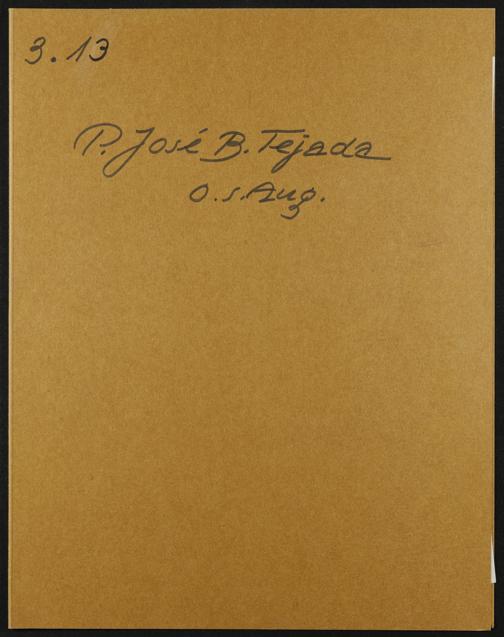 3.13
P. José B. Tejada
O.S.Aug.